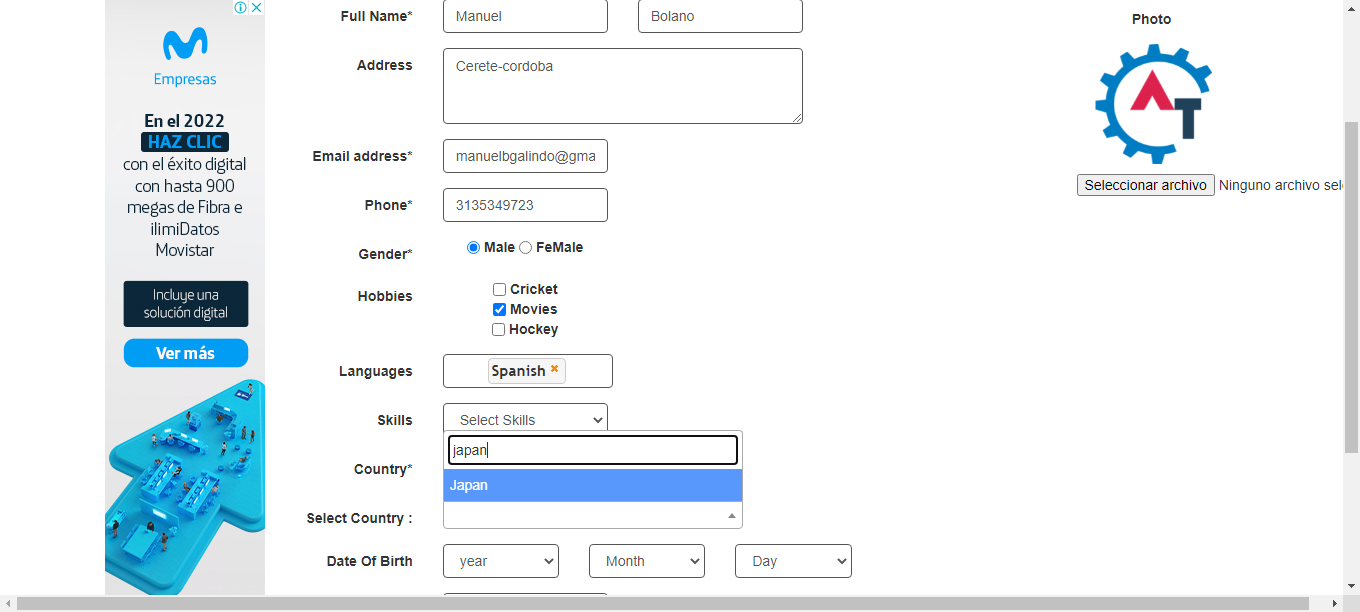 Empresas
En el 2022
HAZ CLIC
con el éxito digital
con hasta 900
megas de Fibra e
ilimiDatos
Movistar
Incluye una
solución digital
Ver más
Full Name*
Manuel
Bolano
Address
Cerete-cordoba
Email address*
manuelbgalindo@gma
Phone*
3135349723
Gender*
Male
FeMale
Hobbies
Cricket
Movies
Hockey
Languages
Spanish
Skills
Select Skills
Country*
japan
Japan
Select Country :
Date Of Birth
year
Month
Day
Photo
AT
Seleccionar archivo
Ninguno archivo sel